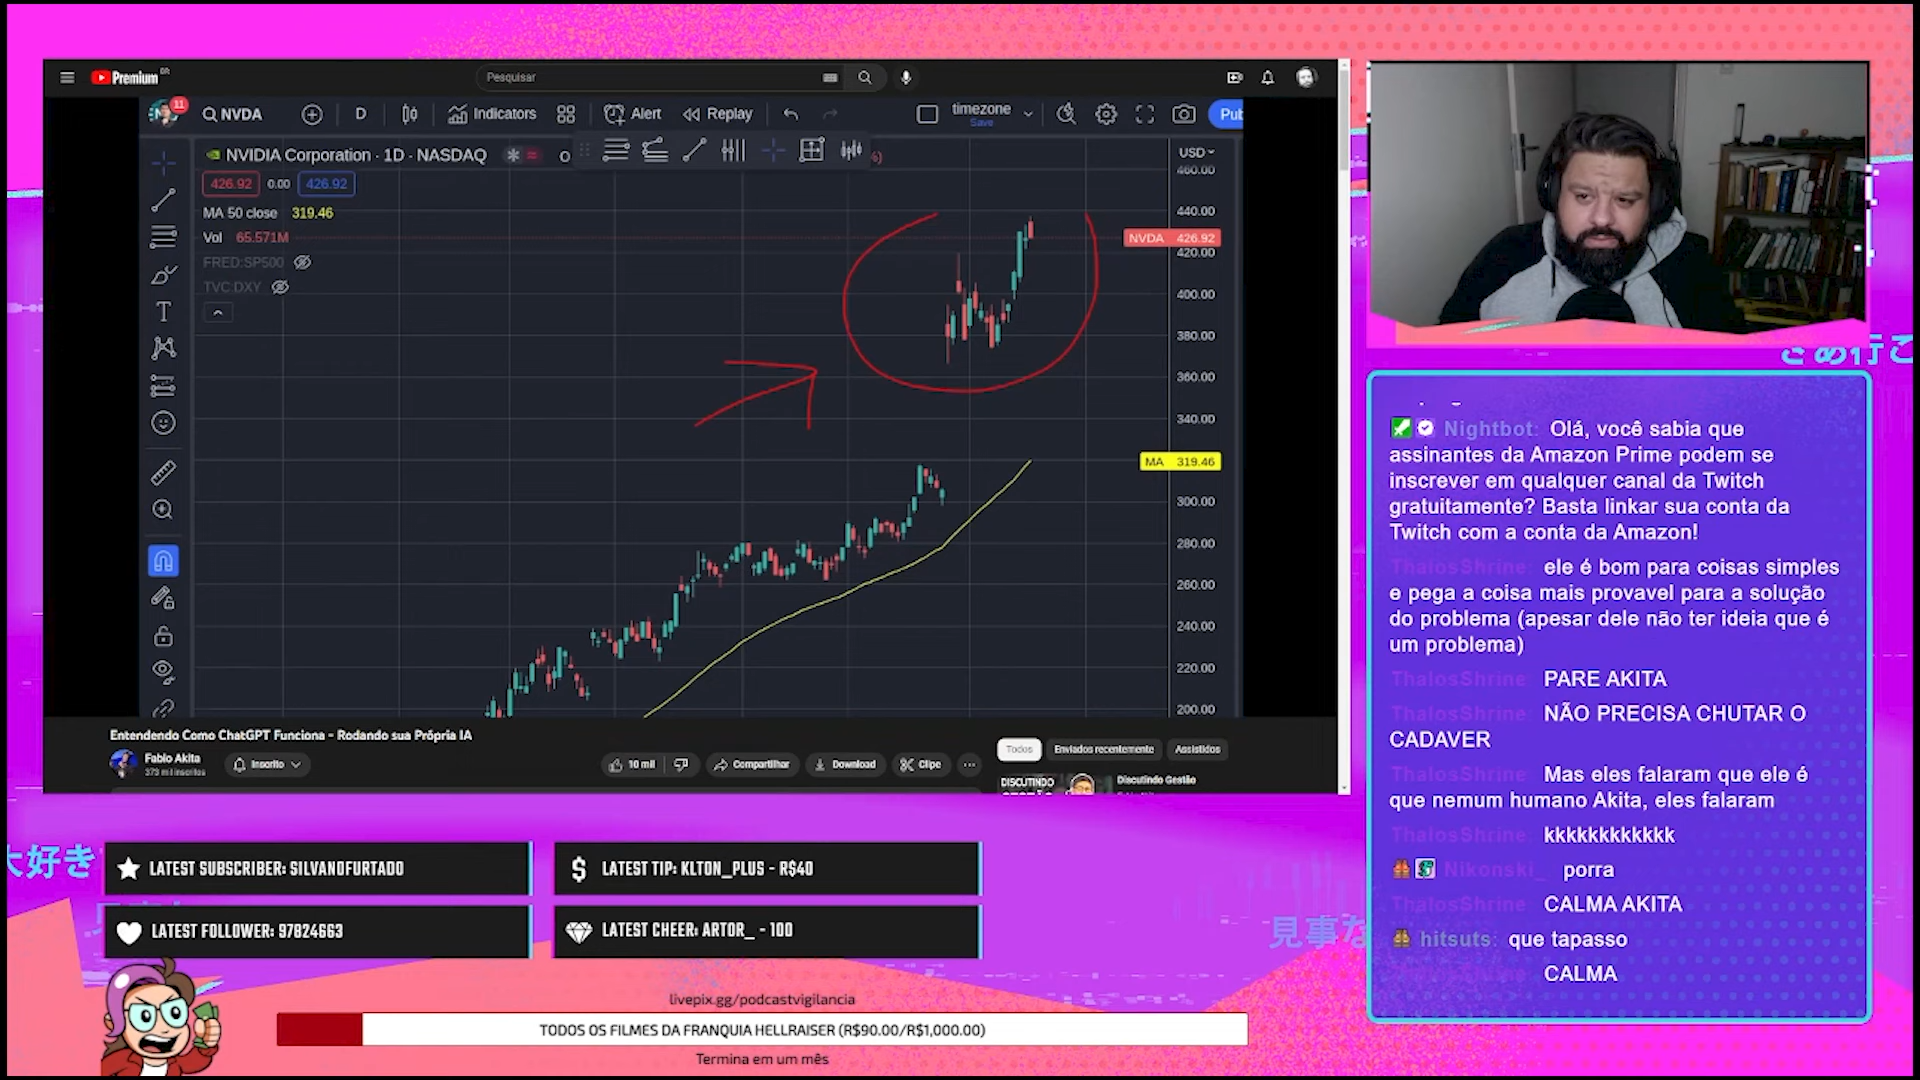 Premium BR
Pesquisar
11
NVDA
D
Indicators
Alert
Replay
timezone
Save
Pub
NVIDIA Corporation · 1D · NASDAQ
O
USD
426.92 0.00 426.92
MA 50 close 319.46
Vol 65.571M
FRED:SP500
TVC:DXY
460.00
440.00
NVDA 426.92
420.00
400.00
380.00
360.00
340.00
MA 319.46
300.00
280.00
260.00
240.00
220.00
200.00
Entendendo Como ChatGPT Funciona - Rodando sua Própria IA
Fabio Akita
373 mil inscritos
Inscrito
10 mil
Compartilhar
Download
Clipe
Todos
Enviados recentemente
Assistidos
DISCUTINDO
Discutindo Gestão
LATEST SUBSCRIBER: SILVANOFURTADO
LATEST TIP: KLTON_PLUS - R$40
LATEST FOLLOWER: 97824663
LATEST CHEER: ARTOR_ - 100
livepix.gg/podcastvigilancia
TODOS OS FILMES DA FRANQUIA HELLRAISER (R$90.00/R$1,000.00)
Termina em um mês
Nightbot: Olá, você sabia que
assinantes da Amazon Prime podem se
inscrever em qualquer canal da Twitch
gratuitamente? Basta linkar sua conta da
Twitch com a conta da Amazon!
ThalosShrine: ele é bom para coisas simples
e pega a coisa mais provavel para a solução
do problema (apesar dele não ter ideia que é
um problema)
ThalosShrine: PARE AKITA
ThalosShrine: NÃO PRECISA CHUTAR O
CADAVER
ThalosShrine: Mas eles falaram que ele é
que nemum humano Akita, eles falaram
ThalosShrine: kkkkkkkkkkkk
Nikonski_: porra
ThalosShrine: CALMA AKITA
hitsuts: que tapasso
CALMA
大好き
見事な